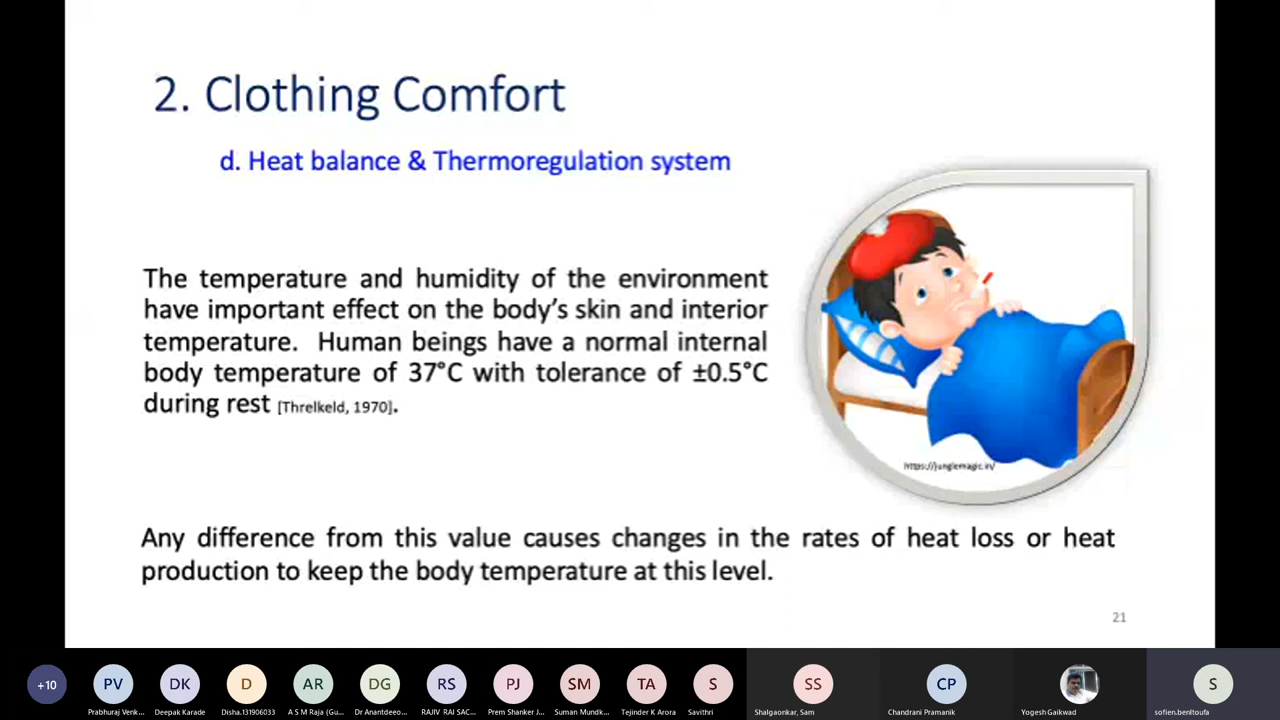 2. Clothing Comfort
d. Heat balance & Thermoregulation system
The temperature and humidity of the environment
have important effect on the body's skin and interior
temperature. Human beings have a normal internal
body temperature of 37°C with tolerance of ±0.5°C
during rest [Threlkeld, 1970].
https://junglemagic.in/
Any difference from this value causes changes in the rates of heat loss or heat
production to keep the body temperature at this level.
21
+10 PV DK D AR DG RS PJ SM TA S SS CP S
Prabhuraj Venk... Deepak Karade Disha.131906033 A S M Raja (Gu... Dr Anantdeeo... RAJIV RAI SAC... Prem Shanker J... Suman Mundk... Tejinder K Arora Savithri Shalgaonkar, Sam Chandrani Pramanik Yogesh Gaikwad sofien.benltoufa